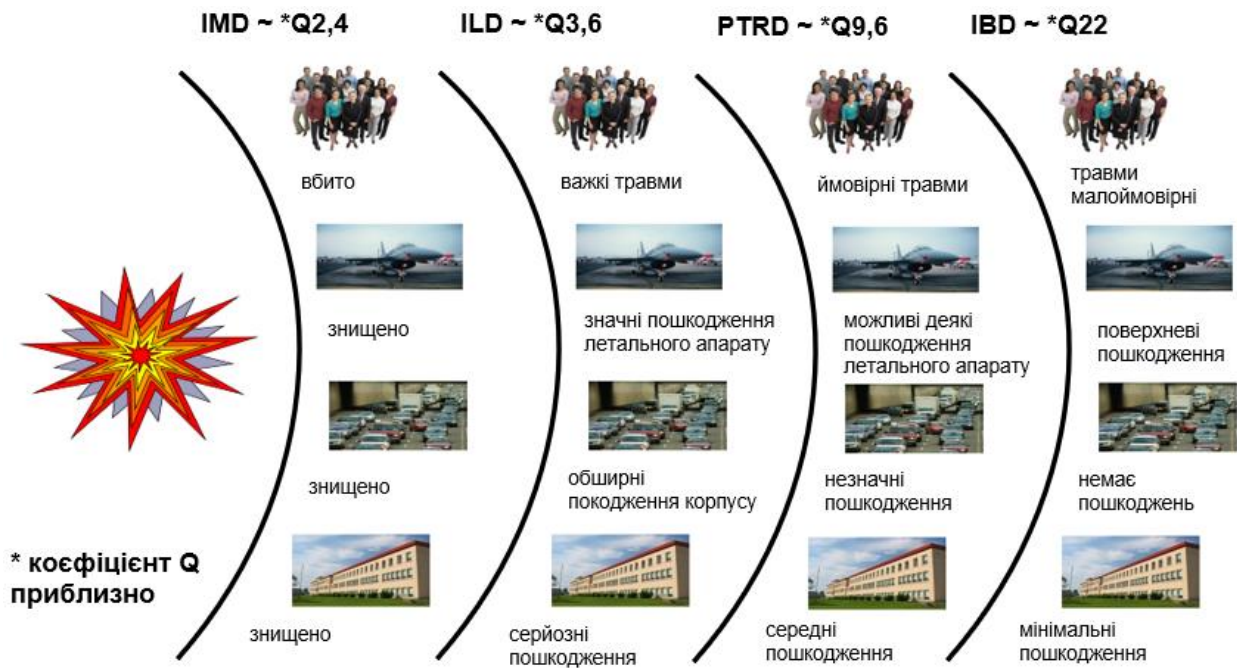 IMD ~ *Q2,4
ILD ~ *Q3,6
PTRD ~ *Q9,6
IBD ~ *Q22
вбито
важкі травми
ймовірні травми
травми
малоймовірні
знищено
значні пошкодження
летального апарату
можливі деякі
пошкодження
летального апарату
поверхневі
пошкодження
знищено
обширні
покодження корпусу
незначні
пошкодження
немає
пошкоджень
* коєфіцієнт Q
приблизно
знищено
серйозні
пошкодження
середні
пошкодження
мінімальні
пошкодження